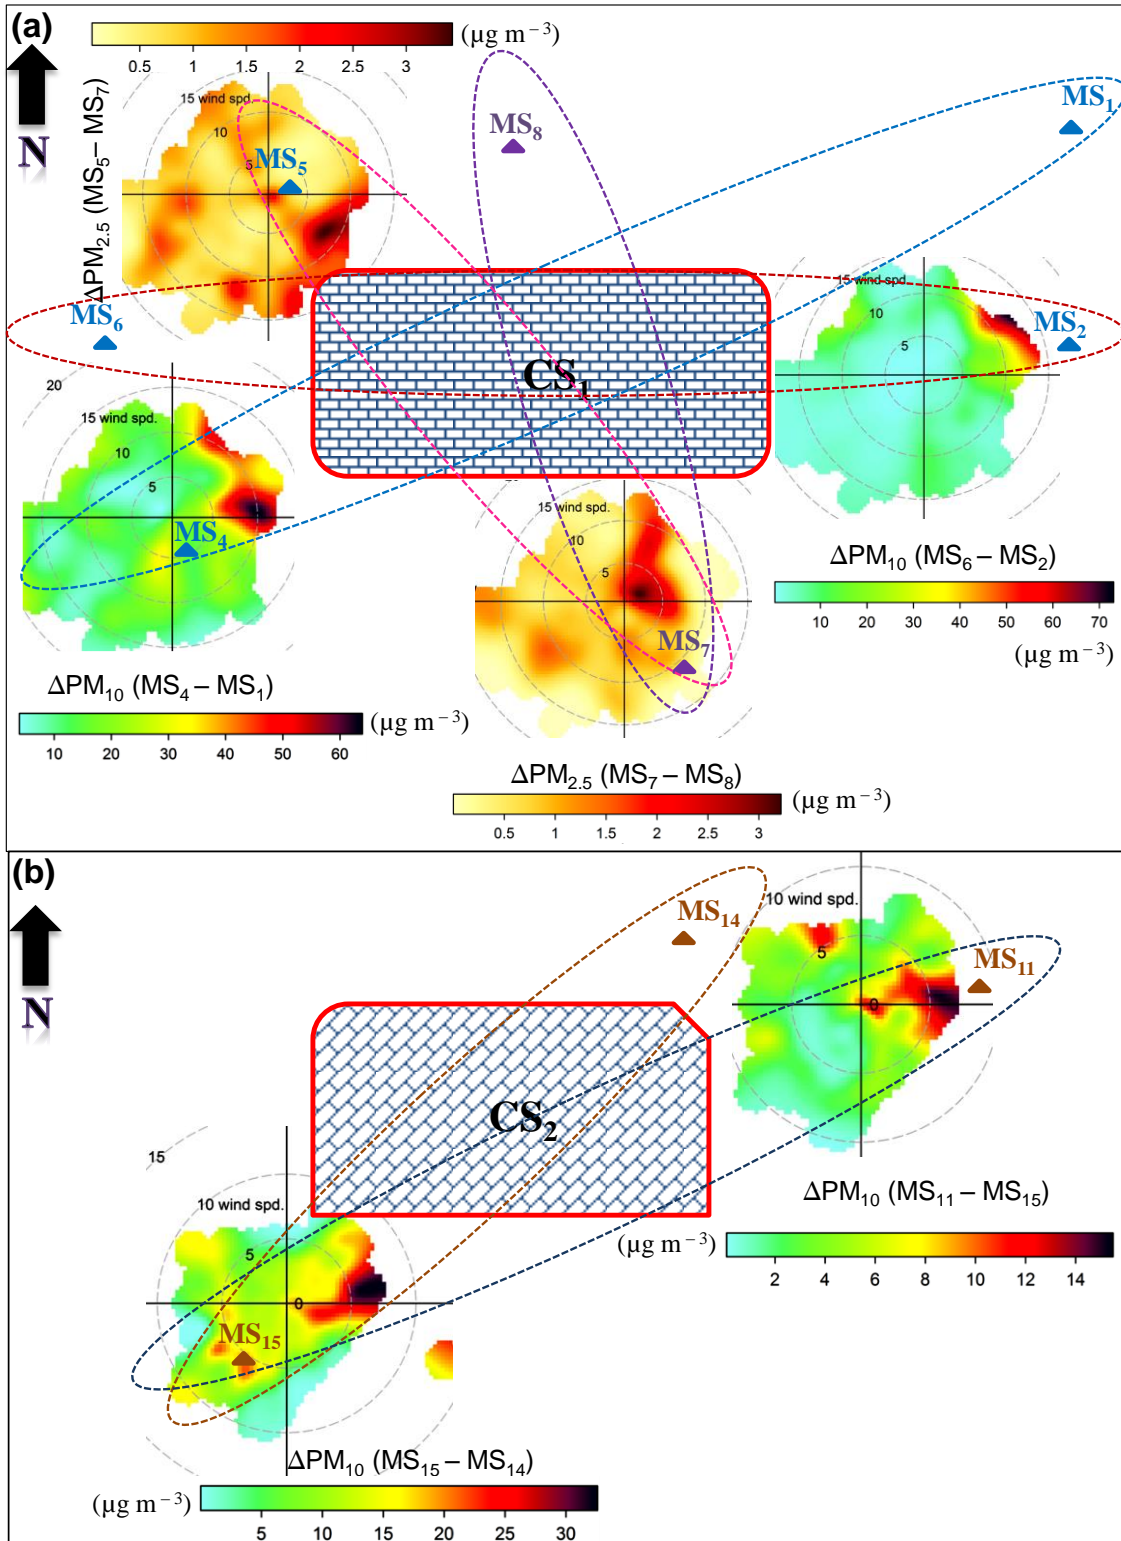 (a)
(µg m⁻³)
0.5 1 1.5 2 2.5 3
N
ΔPM₂.₅ (MS₅ – MS₇)
15 wind spd.
10
5
MS₅
MS₈
MS₁
MS₆
CS₁
15 wind spd.
10
5
MS₂
20
15 wind spd.
10
5
MS₄
15 wind spd.
10
5
MS₇
ΔPM₁₀ (MS₆ – MS₂)
10 20 30 40 50 60 70
(µg m⁻³)
ΔPM₁₀ (MS₄ – MS₁)
(µg m⁻³)
10 20 30 40 50 60
ΔPM₂.₅ (MS₇ – MS₈)
(µg m⁻³)
0.5 1 1.5 2 2.5 3
(b)
N
MS₁₄
10 wind spd.
5
0
MS₁₁
CS₂
15
10 wind spd.
5
0
MS₁₅
ΔPM₁₀ (MS₁₁ – MS₁₅)
(µg m⁻³)
2 4 6 8 10 12 14
ΔPM₁₀ (MS₁₅ – MS₁₄)
(µg m⁻³)
5 10 15 20 25 30